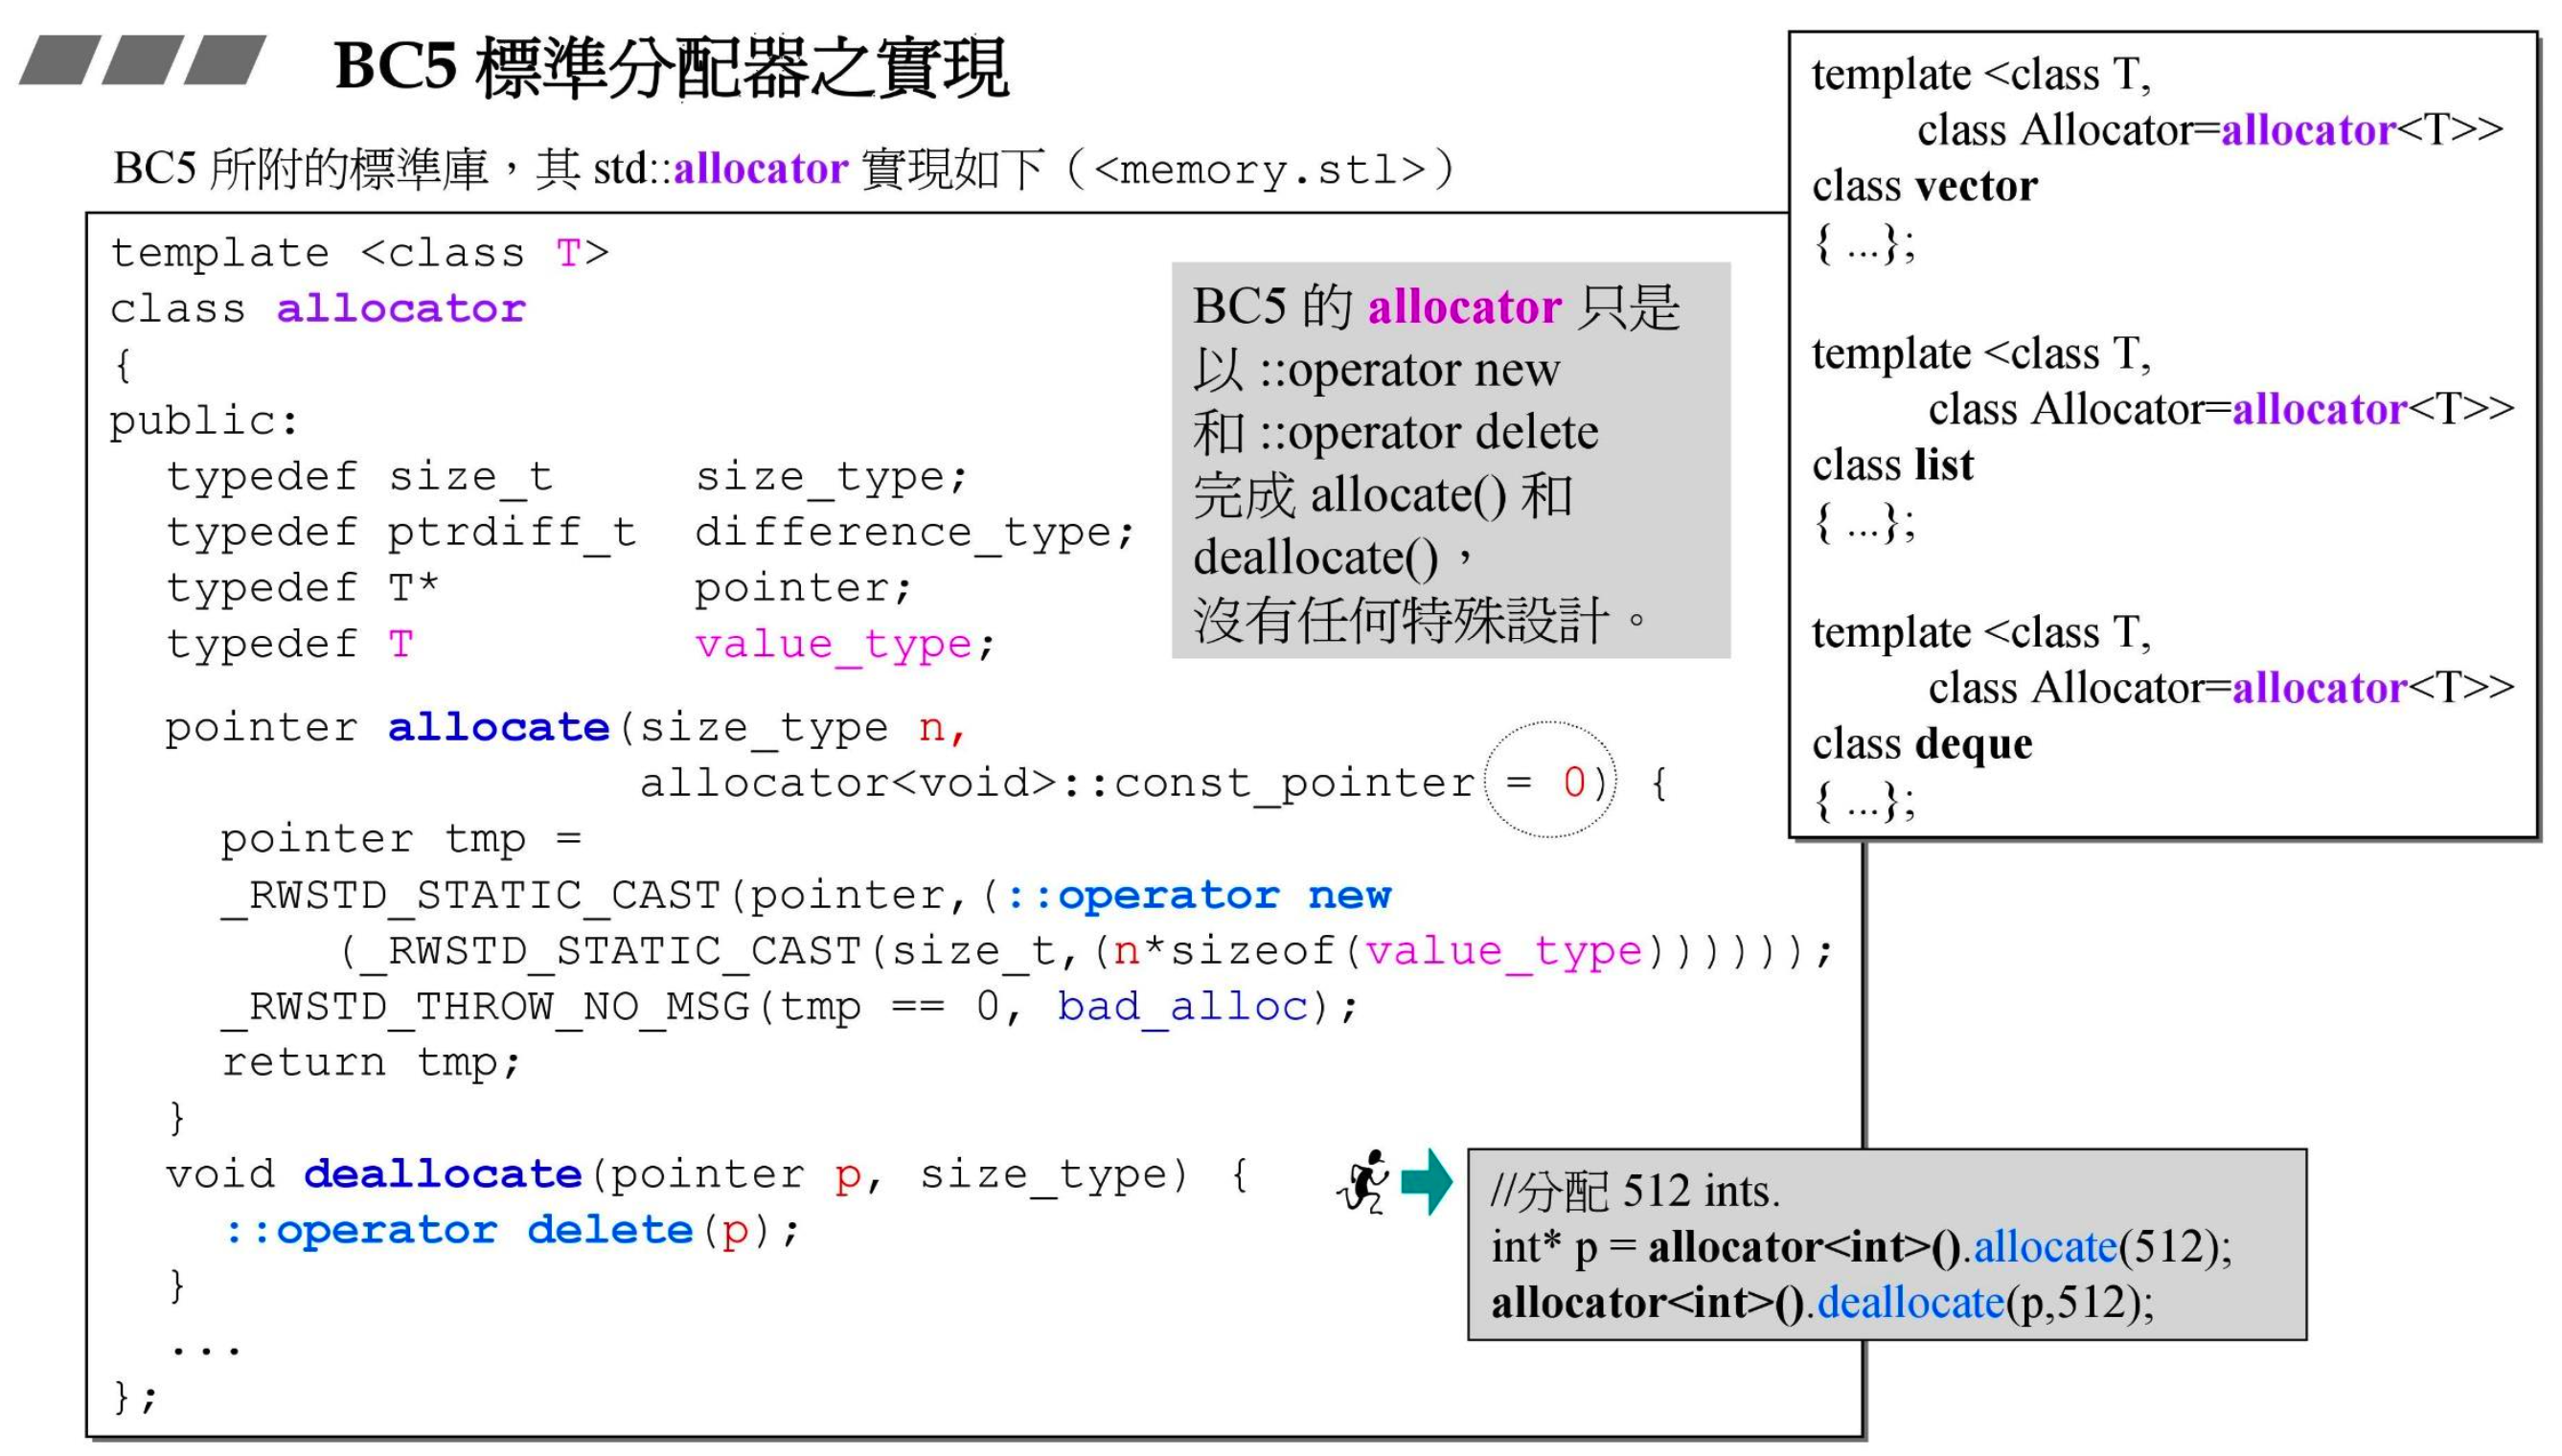 BC5 標準分配器之實現
BC5 所附的標準庫，其 std::allocator 實現如下（<memory.stl>）
template <class T>
class allocator
{
public:
  typedef size_t     size_type;
  typedef ptrdiff_t  difference_type;
  typedef T*         pointer;
  typedef T          value_type;
  pointer allocate(size_type n,
                   allocator<void>::const_pointer = 0) {
    pointer tmp =
    _RWSTD_STATIC_CAST(pointer,(::operator new
        (_RWSTD_STATIC_CAST(size_t,(n*sizeof(value_type))))));
    _RWSTD_THROW_NO_MSG(tmp == 0, bad_alloc);
    return tmp;
  }
  void deallocate(pointer p, size_type) {
    ::operator delete(p);
  }
  ...
};
BC5 的 allocator 只是
以 ::operator new
和 ::operator delete
完成 allocate() 和
deallocate()，
沒有任何特殊設計。
template <class T,
class Allocator=allocator<T>>
class vector
{ ...};
template <class T,
class Allocator=allocator<T>>
class list
{ ...};
template <class T,
class Allocator=allocator<T>>
class deque
{ ...};
//分配 512 ints.
int* p = allocator<int>().allocate(512);
allocator<int>().deallocate(p,512);